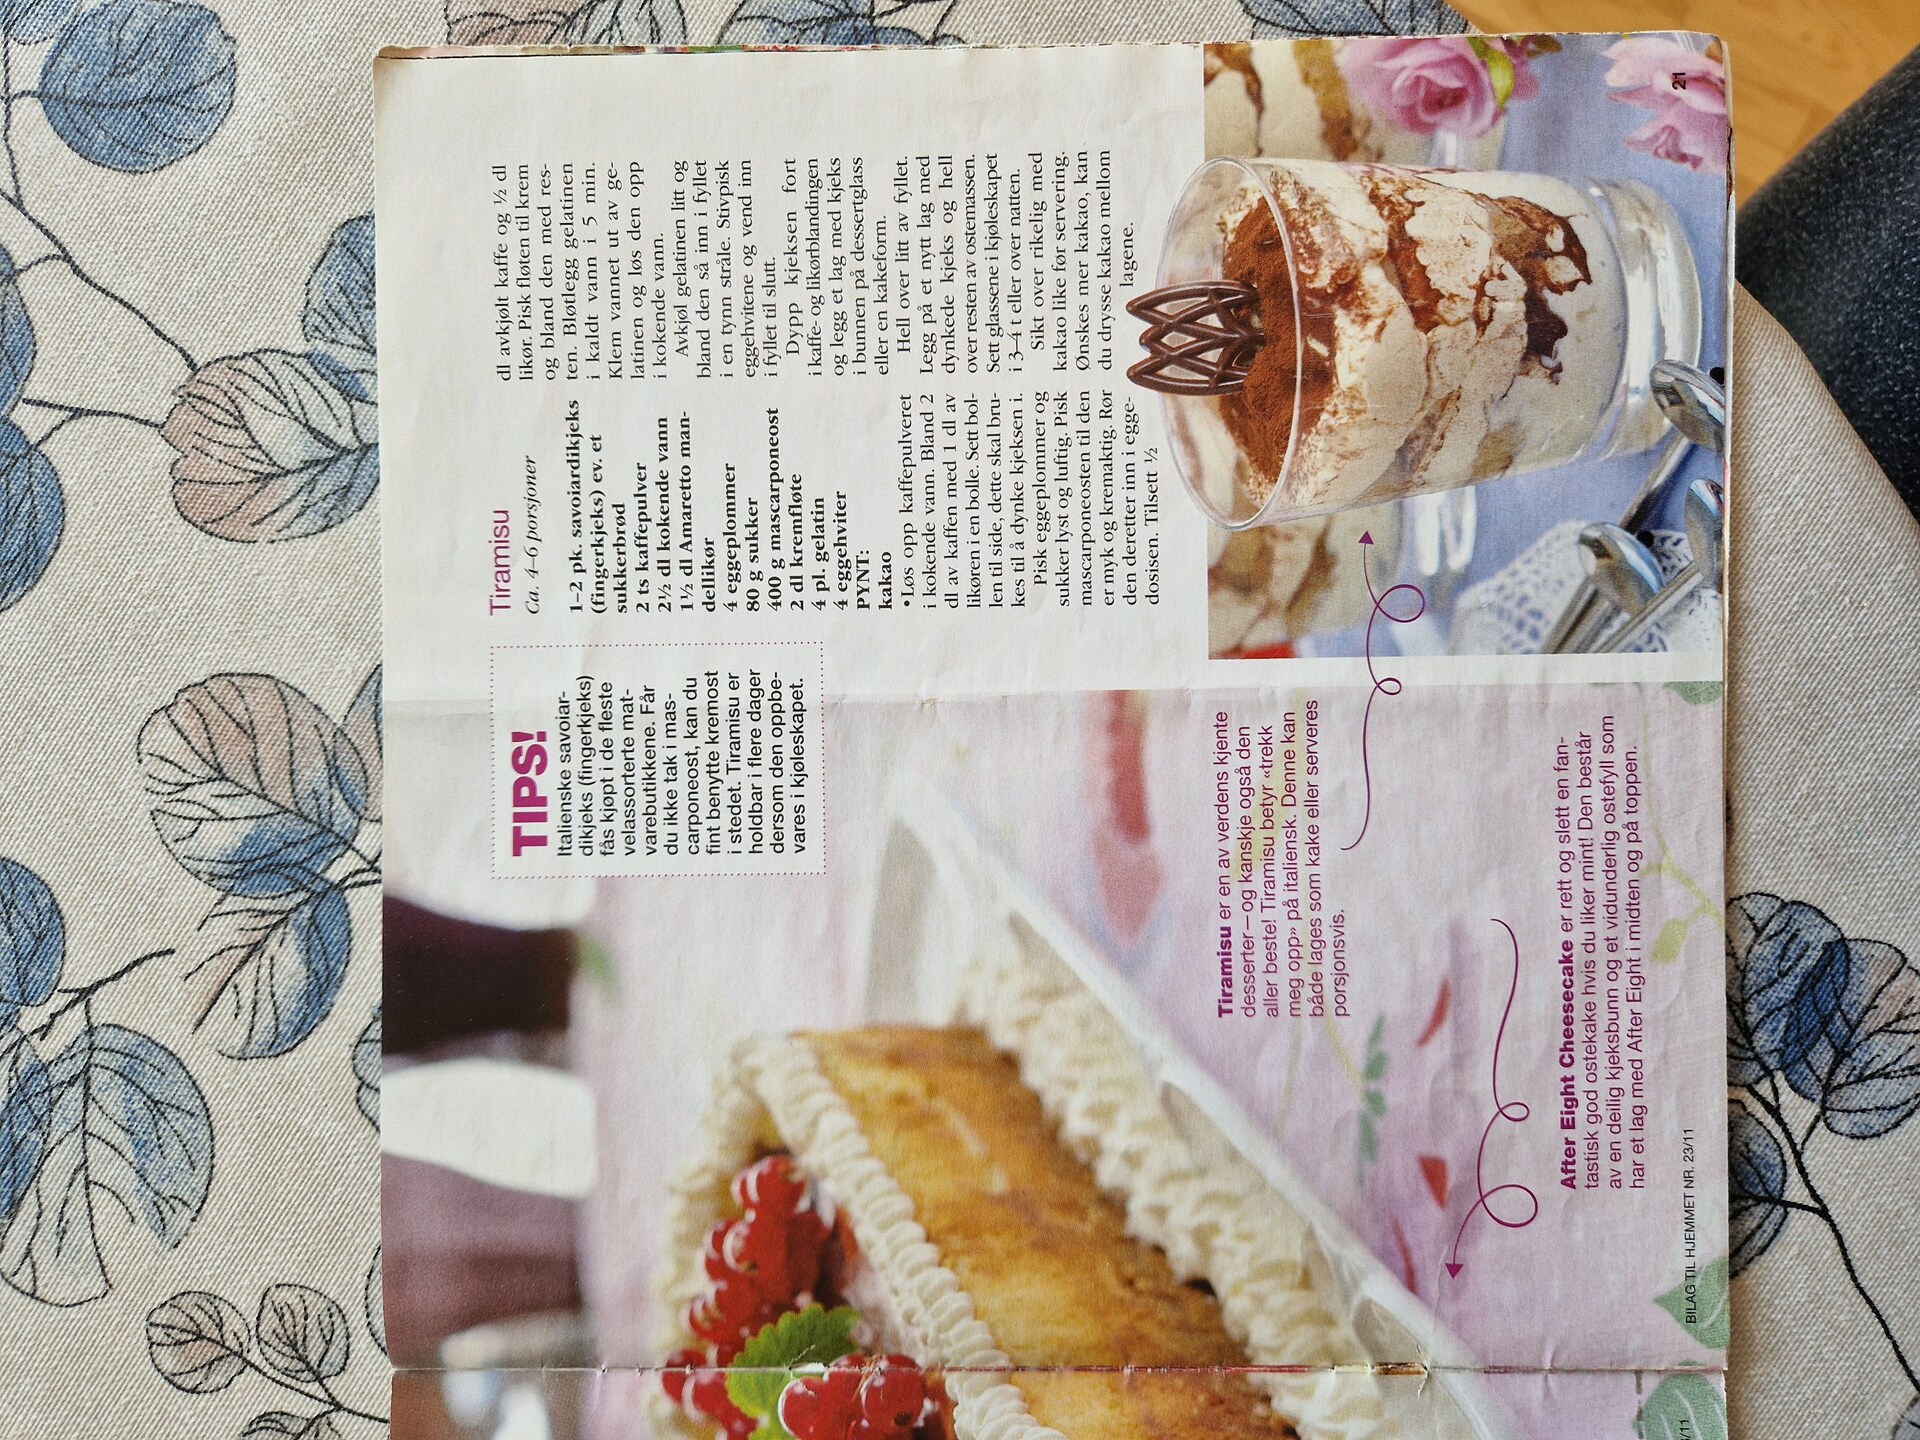 TIPS!
Italienske savoiar-
dikjeks (fingerkjeks)
fås kjøpt i de fleste
velassorterte mat-
varebutikkene. Får
du ikke tak i mas-
carponeost, kan du
fint benytte kremost
i stedet. Tiramisu er
holdbar i flere dager
dersom den oppbe-
vares i kjøleskapet.
Tiramisu
Ca. 4–6 porsjoner
1–2 pk. savoiardikjeks
(fingerkjeks) ev. et
sukkerbrød
2 ts kaffepulver
2½ dl kokende vann
1½ dl Amaretto man-
dellikør
4 eggeplommer
80 g sukker
400 g mascarponeost
2 dl kremfløte
4 pl. gelatin
4 eggehviter
PYNT:
kakao
•Løs opp kaffepulveret
i kokende vann. Bland 2
dl av kaffen med 1 dl av
likøren i en bolle. Sett bol-
len til side, dette skal bru-
kes til å dynke kjeksen i.
Pisk eggeplommer og
sukker lyst og luftig. Pisk
mascarponeosten til den
er myk og kremaktig. Rør
den deretter inn i egge-
dosisen. Tilsett ½
dl avkjølt kaffe og ½ dl
likør. Pisk fløten til krem
og bland den med res-
ten. Bløtlegg gelatinen
i kaldt vann i 5 min.
Klem vannet ut av ge-
latinen og løs den opp
i kokende vann.
Avkjøl gelatinen litt og
bland den så inn i fyllet
i en tynn stråle. Stivpisk
eggehvitene og vend inn
i fyllet til slutt.
Dypp kjeksen fort
i kaffe- og likørblandingen
og legg et lag med kjeks
i bunnen på dessertglass
eller en kakeform.
Hell over litt av fyllet.
Legg på et nytt lag med
dynkede kjeks og hell
over resten av ostemassen.
Sett glassene i kjøleskapet
i 3–4 t eller over natten.
Sikt over rikelig med
kakao like før servering.
Ønskes mer kakao, kan
du drysse kakao mellom
lagene.
Tiramisu er en av verdens kjente
desserter—og kanskje også den
aller beste! Tiramisu betyr «trekk
meg opp» på italiensk. Denne kan
både lages som kake eller serveres
porsjonsvis.
After Eight Cheesecake er rett og slett en fan-
tastisk god ostekake hvis du liker mint! Den består
av en deilig kjeksbunn og et vidunderlig ostefyll som
har et lag med After Eight i midten og på toppen.
/11
BILAG TIL HJEMMET NR. 23/11
21